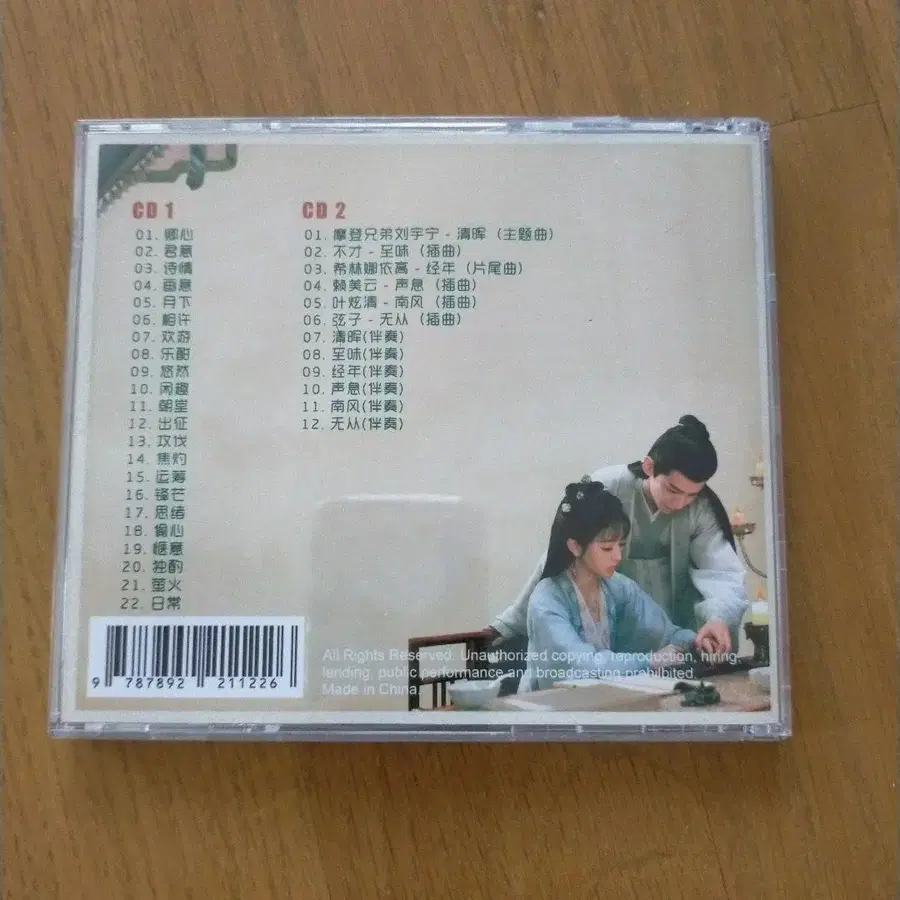 CD 1
01. 卿心
02. 君意
03. 诗情
04. 画意
05. 月下
06. 相许
07. 欢游
08. 乐酣
09. 悠然
10. 闲趣
11. 朝堂
12. 出征
13. 攻伐
14. 焦灼
15. 运筹
16. 锋芒
17. 思绪
18. 偷心
19. 惬意
20. 独酌
21. 萤火
22. 日常
CD 2
01. 摩登兄弟刘宇宁 - 清晖 (主题曲)
02. 不才 - 至味 (插曲)
03. 希林娜依高 - 经年 (片尾曲)
04. 赖美云 - 声息 (插曲)
05. 叶炫清 - 南风 (插曲)
06. 弦子 - 无从 (插曲)
07. 清晖(伴奏)
08. 至味(伴奏)
09. 经年(伴奏)
10. 声息(伴奏)
11. 南风(伴奏)
12. 无从(伴奏)
9 787892 211226
All Rights Reserved. Unauthorized copying, reproduction, hiring,
lending, public performance and broadcasting prohibited.
Made in China.